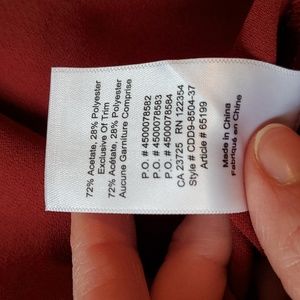 72% Acetate, 28% Polyester
Exclusive Of Trim
72% Acétate, 28% Polyester
Aucune Garniture Comprise
P.O. # 4500078582
P.O. # 4500078583
P.O. # 4500078584
CA 23725 RN 122354
Style # CDD9-8504-37
Article # 65199
Made in China
Fabriqué en Chine